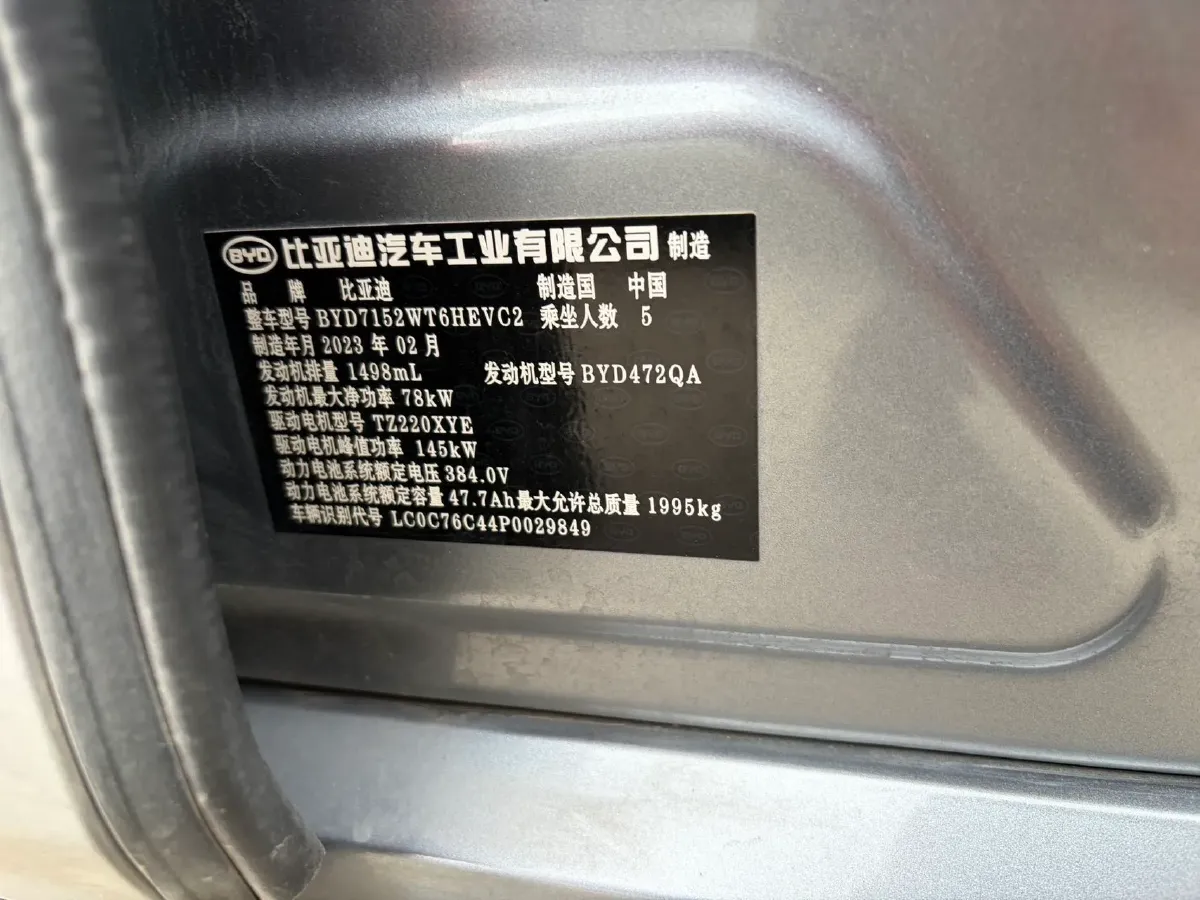 BYD 比亚迪汽车工业有限公司 制造
品 牌 比亚迪 制造国 中国
整车型号 BYD7152WT6HEVC2 乘坐人数 5
制造年月 2023 年 02 月
发动机排量 1498mL 发动机型号 BYD472QA
发动机最大净功率 78kW
驱动电机型号 TZ220XYE
驱动电机峰值功率 145kW
动力电池系统额定电压 384.0V
动力电池系统额定容量 47.7Ah 最大允许总质量 1995kg
车辆识别代号 LC0C76C44P0029849